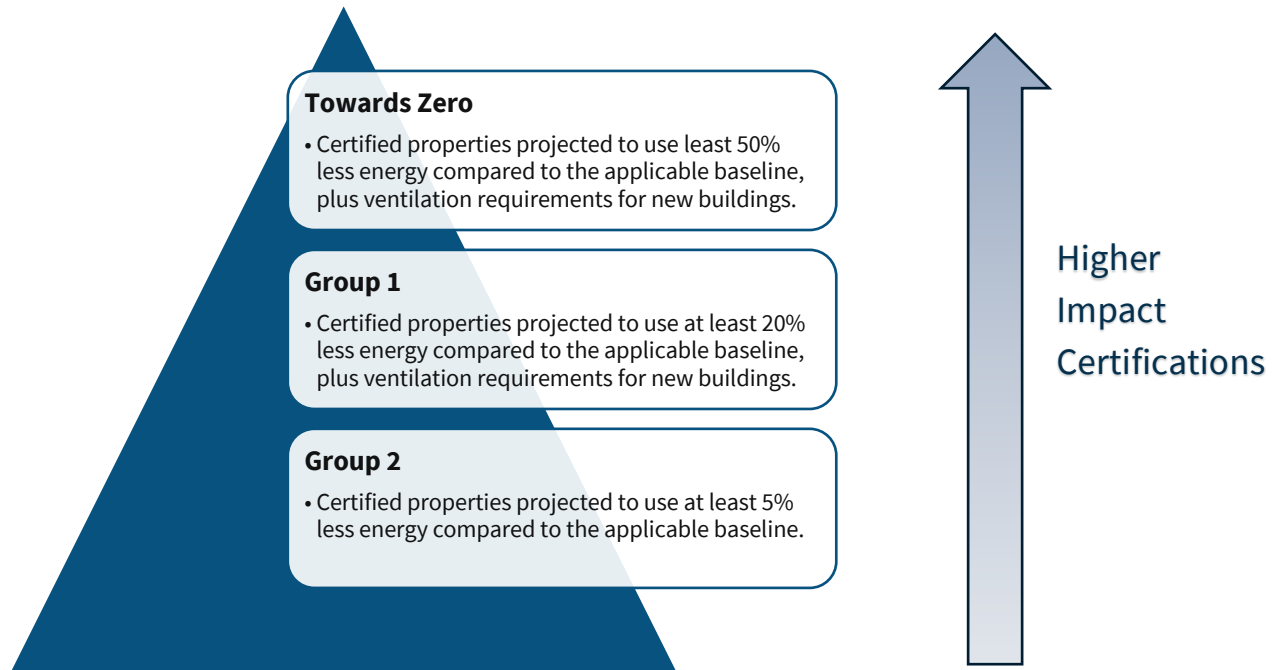 Towards Zero
• Certified properties projected to use least 50%
less energy compared to the applicable baseline,
plus ventilation requirements for new buildings.
Group 1
• Certified properties projected to use at least 20%
less energy compared to the applicable baseline,
plus ventilation requirements for new buildings.
Group 2
• Certified properties projected to use at least 5%
less energy compared to the applicable baseline.
Higher
Impact
Certifications